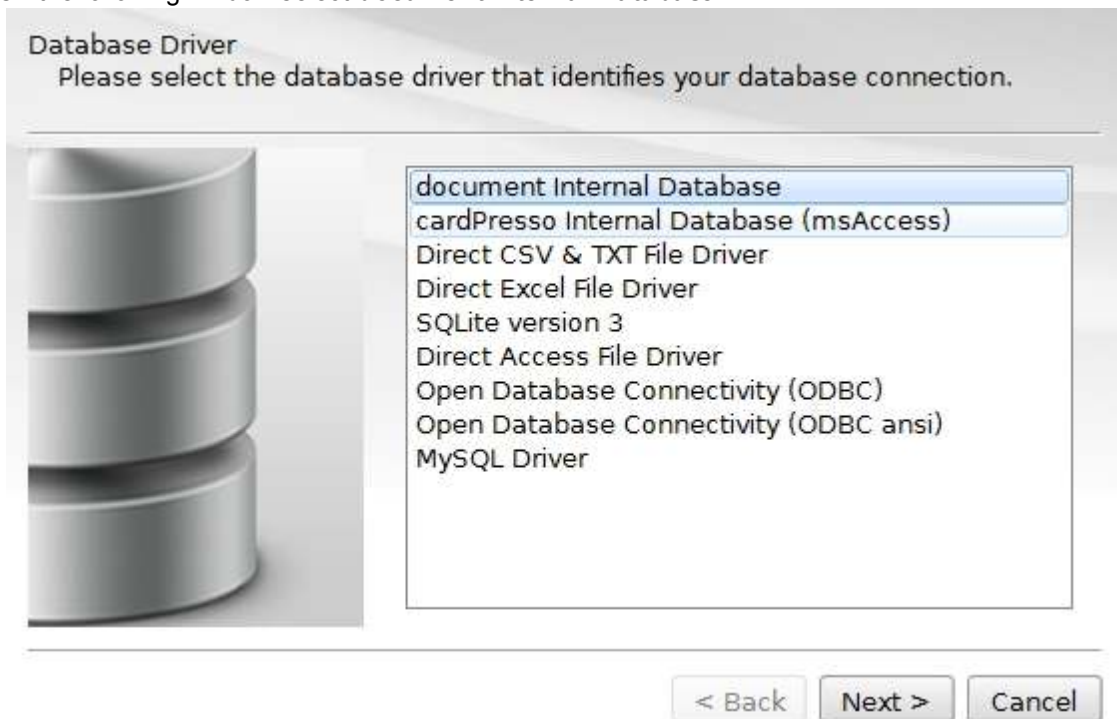 Database Driver
Please select the database driver that identifies your database connection.
document Internal Database
cardPresso Internal Database (msAccess)
Direct CSV & TXT File Driver
Direct Excel File Driver
SQLite version 3
Direct Access File Driver
Open Database Connectivity (ODBC)
Open Database Connectivity (ODBC ansi)
MySQL Driver
< Back
Next >
Cancel